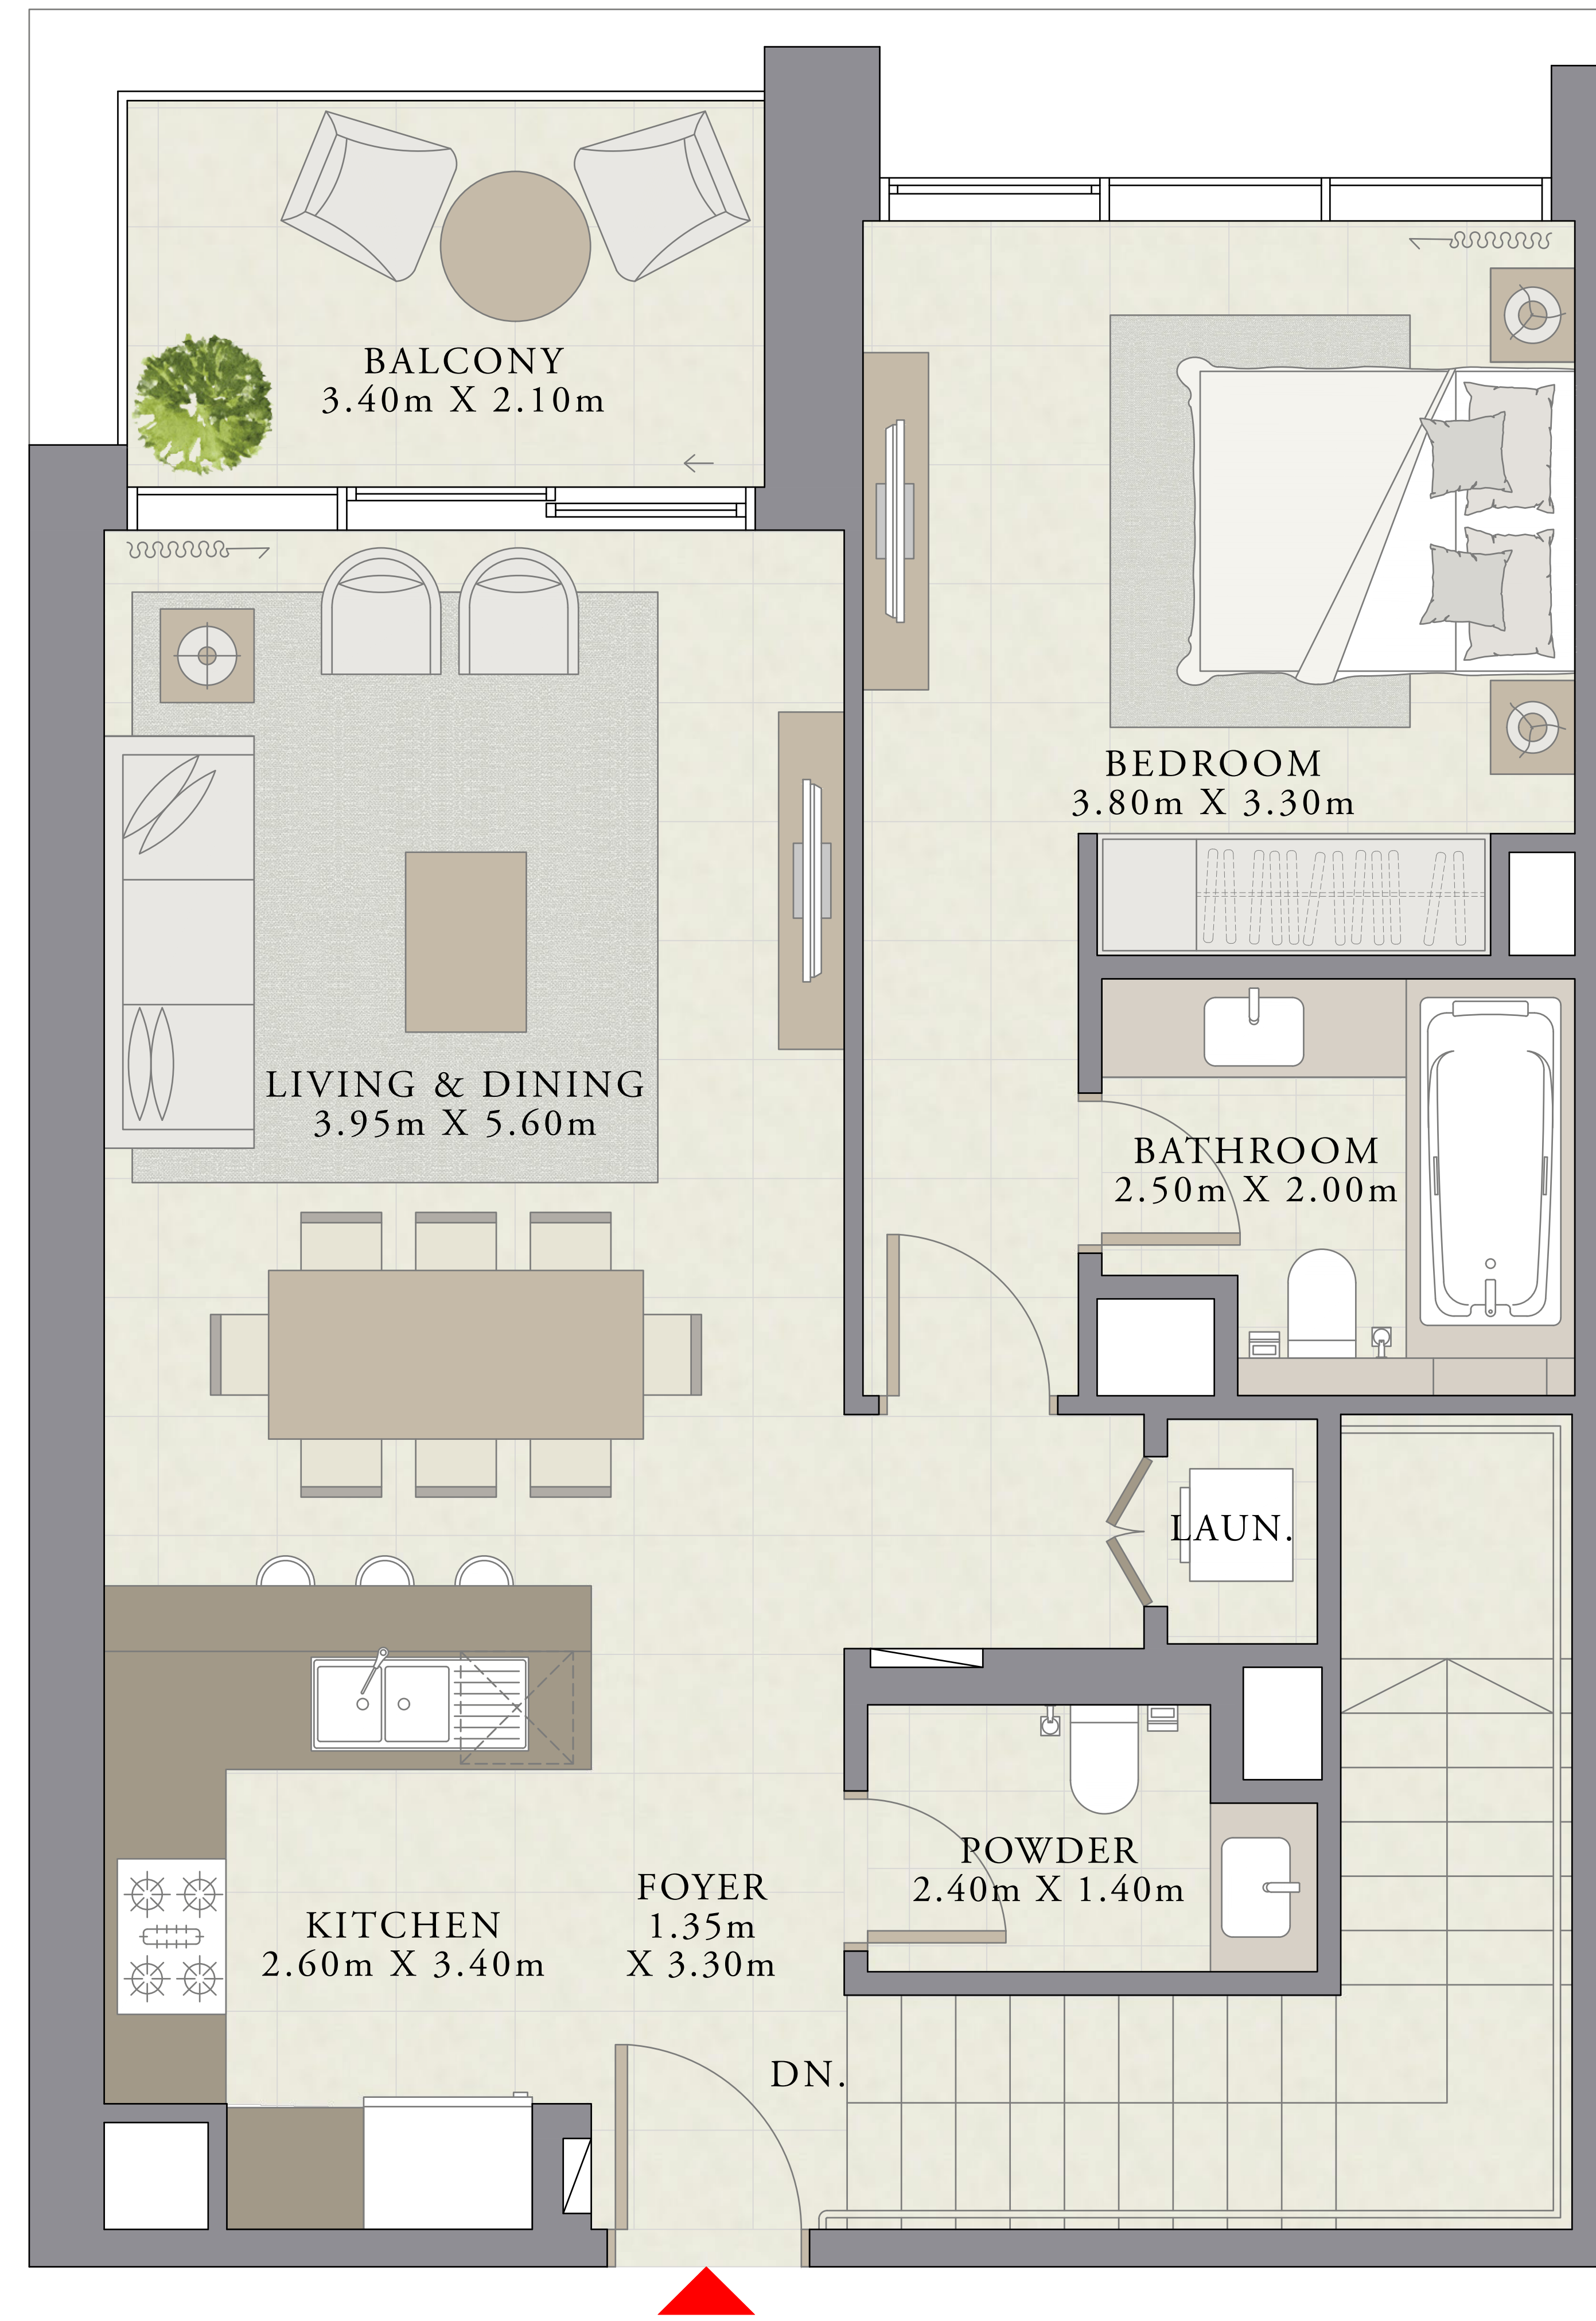 BALCONY
3.40m X 2.10m
BEDROOM
3.80m X 3.30m
LIVING & DINING
3.95m X 5.60m
BATHROOM
2.50m X 2.00m
LAUN.
POWDER
2.40m X 1.40m
FOYER
1.35m
X 3.30m
KITCHEN
2.60m X 3.40m
DN.